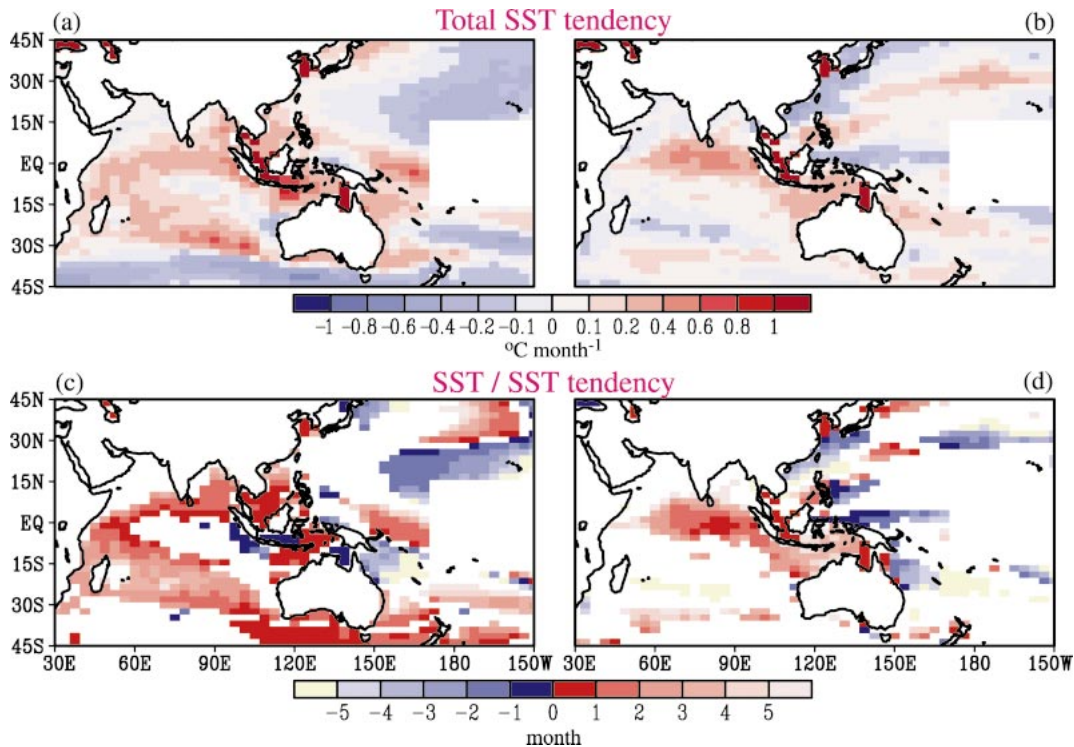 (a) Total SST tendency (b)
45N
30N
15N
EQ
15S
30S
45S
-1 -0.8 -0.6 -0.4 -0.2 -0.1 0 0.1 0.2 0.4 0.6 0.8 1
°C month-1
(c) SST / SST tendency (d)
45N
30N
15N
EQ
15S
30S
45S
30E 60E 90E 120E 150E 180 150W 30E 60E 90E 120E 150E 180 150W
-5 -4 -3 -2 -1 0 1 2 3 4 5
month